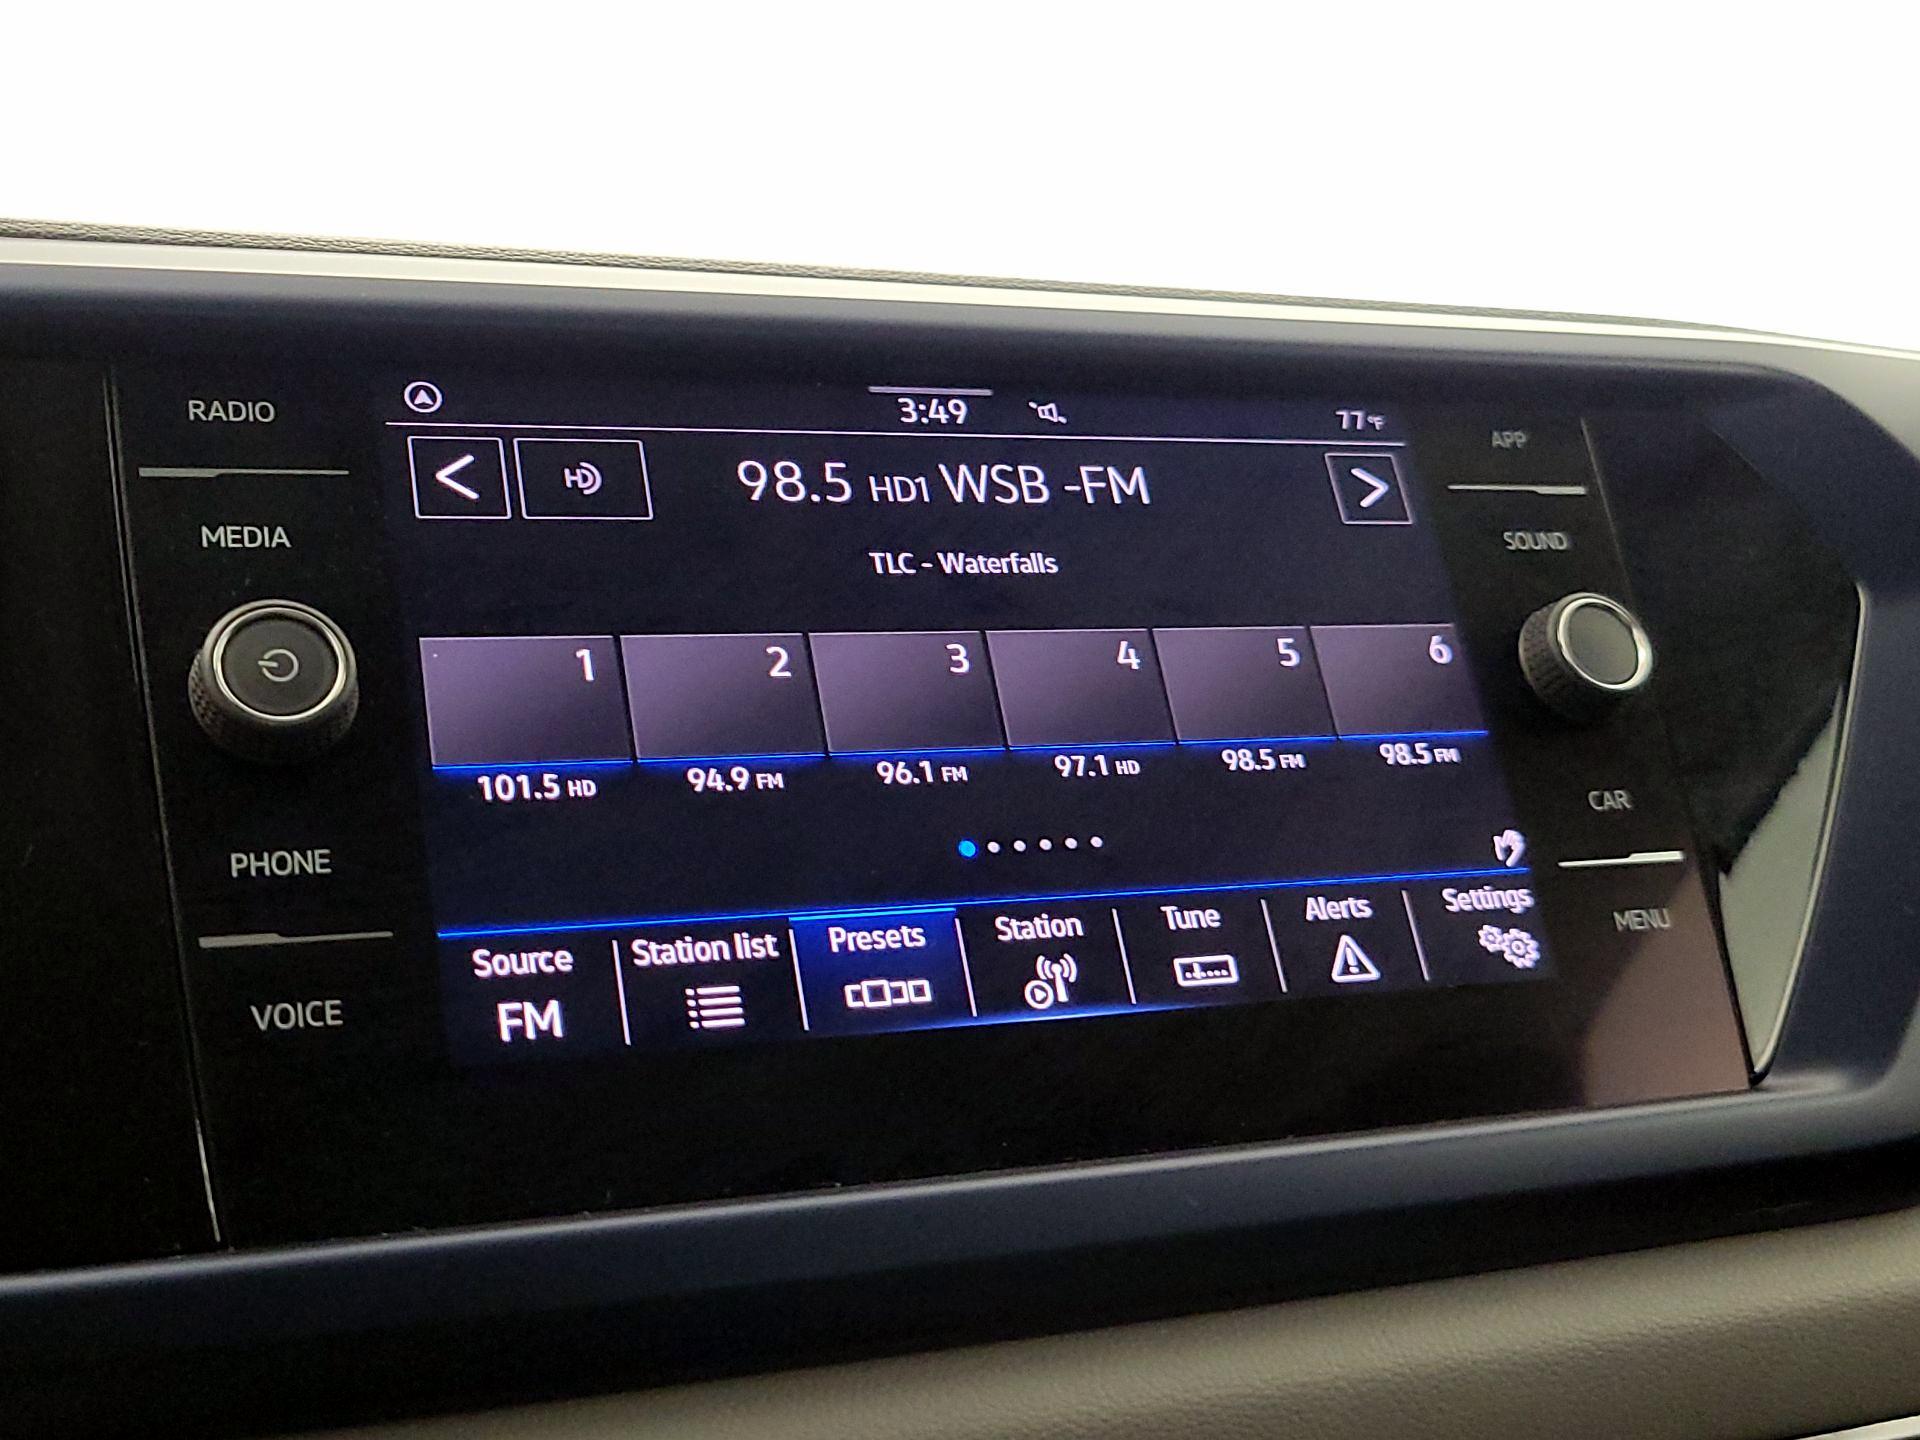 RADIO
MEDIA
PHONE
VOICE
3:49
77°F
HD
98.5 HD1 WSB -FM
TLC - Waterfalls
1 2 3 4 5 6
101.5 HD 94.9 FM 96.1 FM 97.1 HD 98.5 FM 98.5 FM
Source Station list Presets Station Tune Alerts Settings
FM
APP
SOUND
CAR
MENU